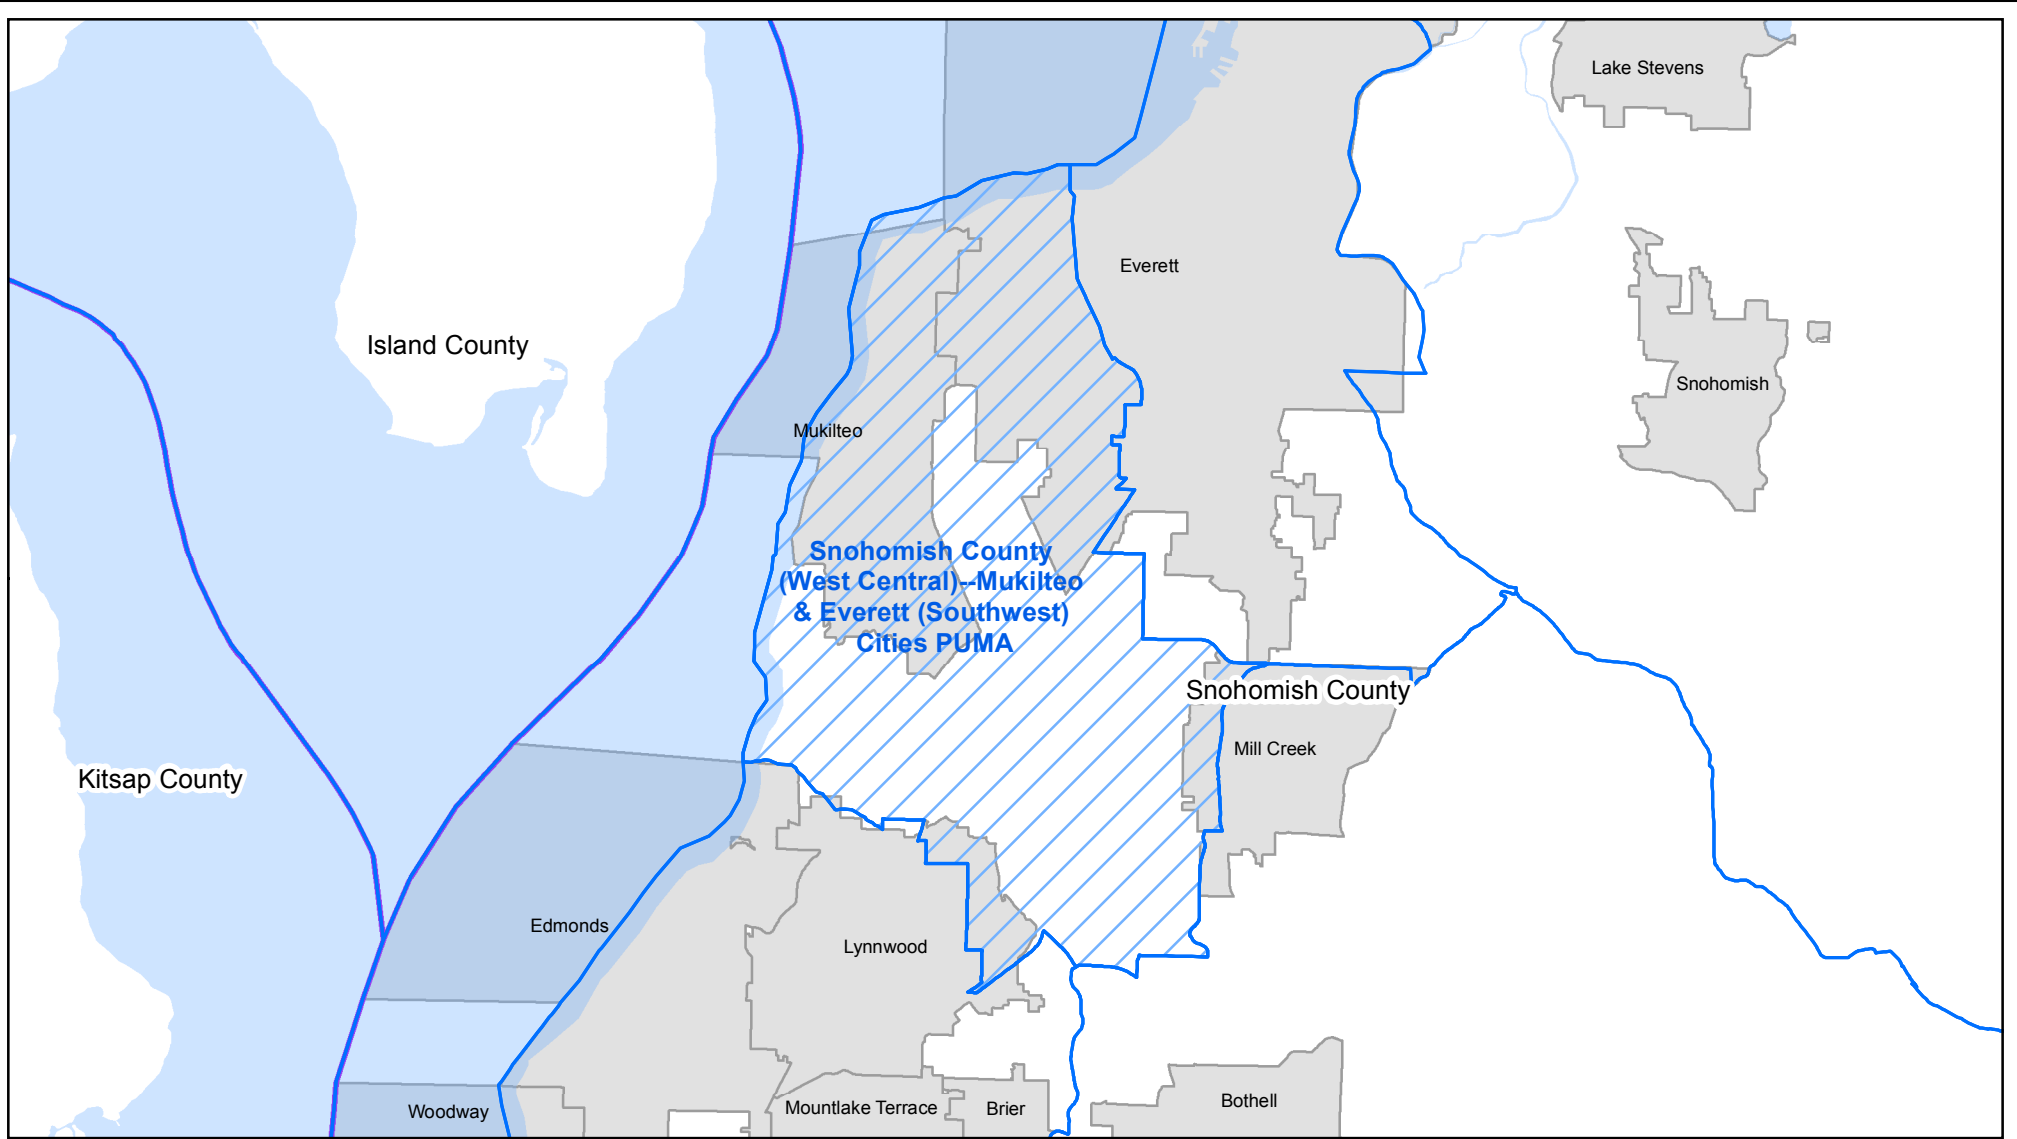 Lake Stevens
Everett
Island County
Snohomish
Mukilteo
Snohomish County
(West Central)--Mukilteo
& Everett (Southwest)
Cities PUMA
Snohomish County
Mill Creek
Kitsap County
Edmonds
Lynnwood
Woodway
Mountlake Terrace
Brier
Bothell